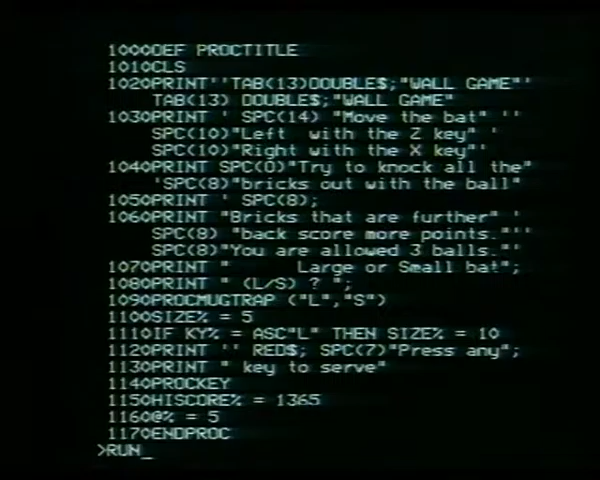 1000DEF PROCTITLE
1010CLS
1020PRINT''TAB(13)DOUBLE$;"WALL GAME"'
TAB(13) DOUBLE$;"WALL GAME"
1030PRINT ' SPC(14) "Move the bat" ''
SPC(10)"Left  with the Z key" '
SPC(10)"Right with the X key"'
1040PRINT SPC(0)"Try to knock all the"
'SPC(8)"bricks out with the ball"
1050PRINT ' SPC(8);
1060PRINT "Bricks that are further" '
SPC(8) "back score more points."''
SPC(8)"You are allowed 3 balls."'
1070PRINT "      Large or Small bat";
1080PRINT " (L/S) ? ";
1090PROCMUGTRAP ("L","S")
1100SIZE% = 5
1110IF KY% = ASC"L" THEN SIZE% = 10
1120PRINT '' RED$; SPC(7)"Press any";
1130PRINT " key to serve"
1140PROCKEY
1150HISCORE% = 1365
1160@% = 5
1170ENDPROC
>RUN_